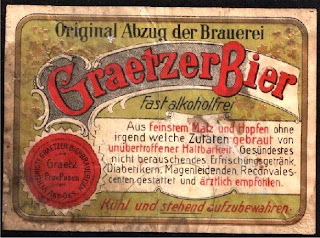 Original Abzug der Brauerei
Graetzer Bier
Fast alkoholfrei
Aus feinstem Malz und Hopfen ohne
irgend welche Zutaten gebraut von
unübertroffener Haltbarkeit. Gesündestes
nicht berauschendes Erfrischungsgetränk.
Diabetikern, Magenleidenden, Reconvales-
centen gestattet und ärztlich empfohlen.
Kühl und stehend aufzubewahren.
Graetz
Prov. Posen